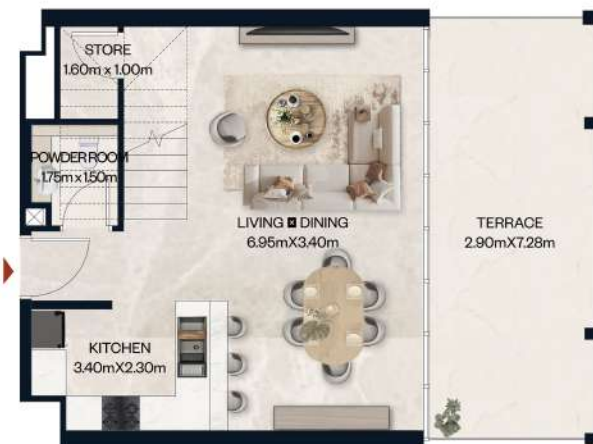 STORE
1.60m x 1.00m
POWDER ROOM
1.75m x 1.50m
LIVING DINING
6.95mX3.40m
TERRACE
2.90mX7.28m
KITCHEN
3.40mX2.30m